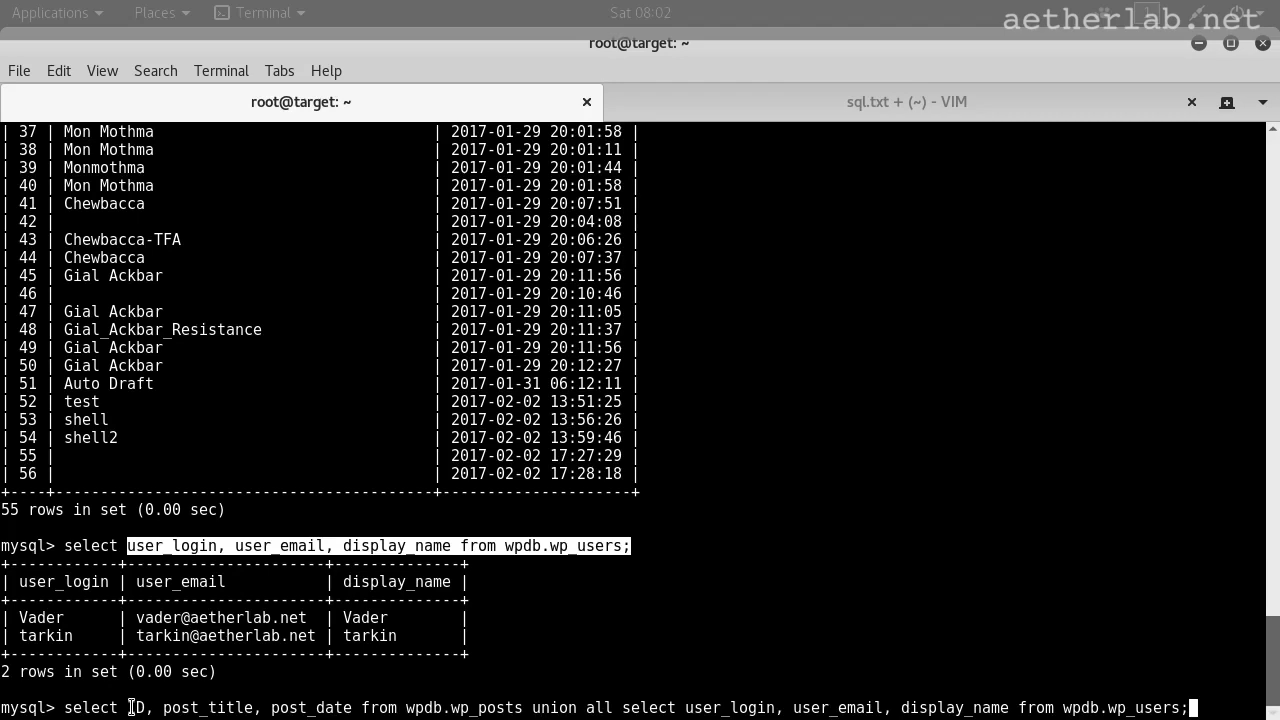 Applications Places Terminal Sat 08:02 1 aetherlab.net
root@target: ~
File Edit View Search Terminal Tabs Help
root@target: ~ sql.txt + (~) - VIM
| 37 | Mon Mothma | 2017-01-29 20:01:58 |
| 38 | Mon Mothma | 2017-01-29 20:01:11 |
| 39 | Monmothma | 2017-01-29 20:01:44 |
| 40 | Mon Mothma | 2017-01-29 20:01:58 |
| 41 | Chewbacca | 2017-01-29 20:07:51 |
| 42 | | 2017-01-29 20:04:08 |
| 43 | Chewbacca-TFA | 2017-01-29 20:06:26 |
| 44 | Chewbacca | 2017-01-29 20:07:37 |
| 45 | Gial Ackbar | 2017-01-29 20:11:56 |
| 46 | | 2017-01-29 20:10:46 |
| 47 | Gial Ackbar | 2017-01-29 20:11:05 |
| 48 | Gial_Ackbar_Resistance | 2017-01-29 20:11:37 |
| 49 | Gial Ackbar | 2017-01-29 20:11:56 |
| 50 | Gial Ackbar | 2017-01-29 20:12:27 |
| 51 | Auto Draft | 2017-01-31 06:12:11 |
| 52 | test | 2017-02-02 13:51:25 |
| 53 | shell | 2017-02-02 13:56:26 |
| 54 | shell2 | 2017-02-02 13:59:46 |
| 55 | | 2017-02-02 17:27:29 |
| 56 | | 2017-02-02 17:28:18 |
+----+------------------------------------------+---------------------+
55 rows in set (0.00 sec)
mysql> select user_login, user_email, display_name from wpdb.wp_users;
+------------+----------------------+--------------+
| user_login | user_email | display_name |
+------------+----------------------+--------------+
| Vader | vader@aetherlab.net | Vader |
| tarkin | tarkin@aetherlab.net | tarkin |
+------------+----------------------+--------------+
2 rows in set (0.00 sec)
mysql> select ID, post_title, post_date from wpdb.wp_posts union all select user_login, user_email, display_name from wpdb.wp_users;